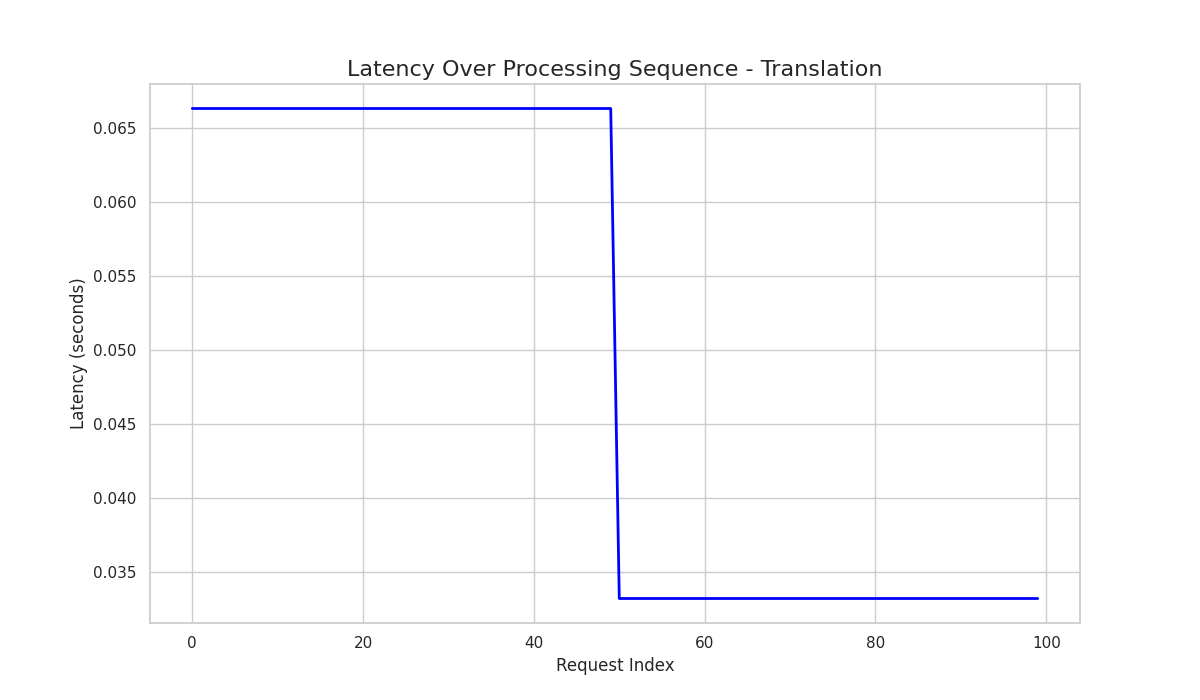 Latency Over Processing Sequence - Translation
0.065
0.060
0.055
0.050
0.045
0.040
0.035
Latency (seconds)
0 20 40 60 80 100
Request Index